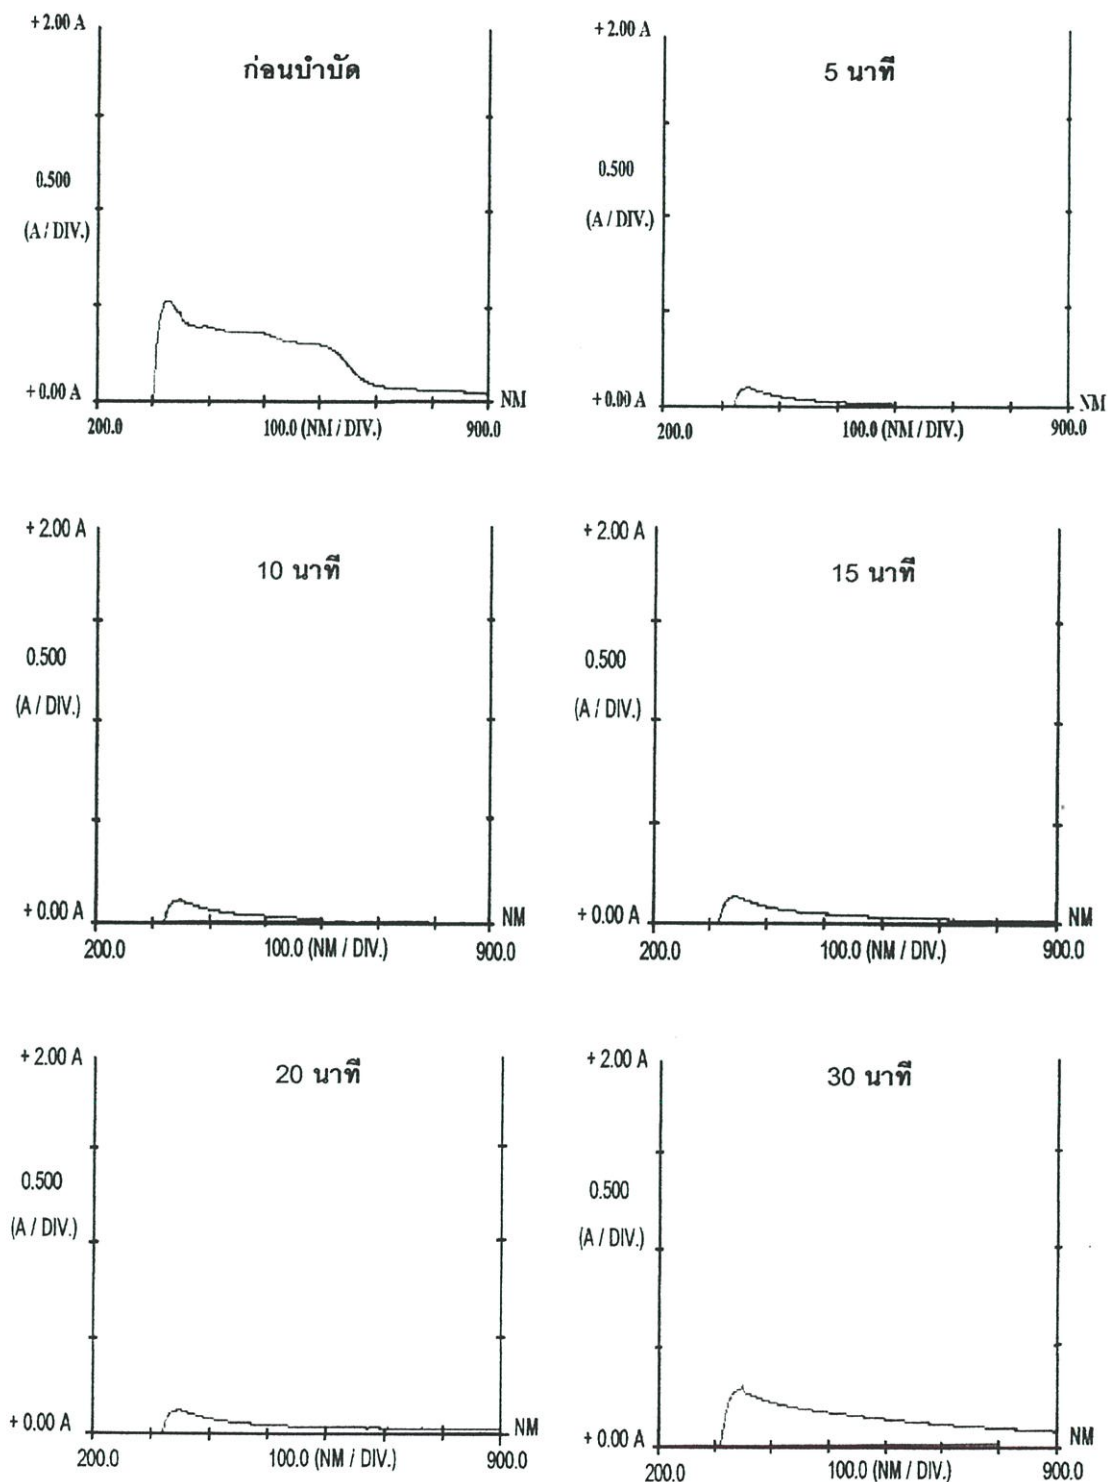 +2.00 A
ก่อนบำบัด
0.500
(A / DIV.)
+0.00 A
NM
200.0
100.0 (NM / DIV.)
900.0
+2.00 A
5 นาที
0.500
(A / DIV.)
+0.00 A
NM
200.0
100.0 (NM / DIV.)
900.0
+2.00 A
10 นาที
0.500
(A / DIV.)
+0.00 A
NM
200.0
100.0 (NM / DIV.)
900.0
+2.00 A
15 นาที
0.500
(A / DIV.)
+0.00 A
NM
200.0
100.0 (NM / DIV.)
900.0
+2.00 A
20 นาที
0.500
(A / DIV.)
+0.00 A
NM
200.0
100.0 (NM / DIV.)
900.0
+2.00 A
30 นาที
0.500
(A / DIV.)
+0.00 A
NM
200.0
100.0 (NM / DIV.)
900.0